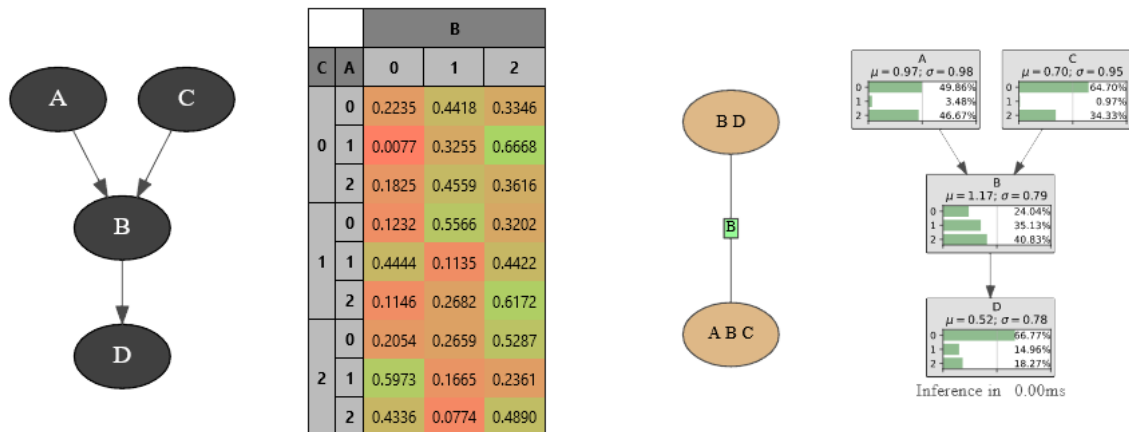 A C
B
D
B
C A 0 1 2
0 0 0.2235 0.4418 0.3346
1 0.0077 0.3255 0.6668
2 0.1825 0.4559 0.3616
1 0 0.1232 0.5566 0.3202
1 0.4444 0.1135 0.4422
2 0.1146 0.2682 0.6172
2 0 0.2054 0.2659 0.5287
1 0.5973 0.1665 0.2361
2 0.4336 0.0774 0.4890
B D
B
A B C
A
μ = 0.97; σ = 0.98
0 49.86%
1 3.48%
2 46.67%
C
μ = 0.70; σ = 0.95
0 64.70%
1 0.97%
2 34.33%
B
μ = 1.17; σ = 0.79
0 24.04%
1 35.13%
2 40.83%
D
μ = 0.52; σ = 0.78
0 66.77%
1 14.96%
2 18.27%
Inference in 0.00ms